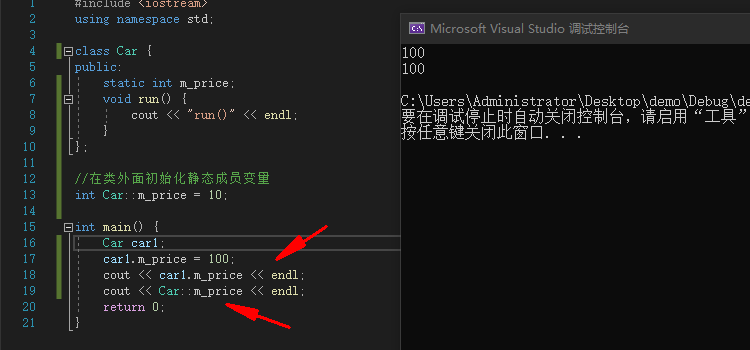 1 #include <iostream>
2 using namespace std;
3
4 class Car {
5 public:
6 static int m_price;
7 void run() {
8 cout << "run()" << endl;
9 }
10 };
11
12 //在类外面初始化静态成员变量
13 int Car::m_price = 10;
14
15 int main() {
16 Car car1;
17 car1.m_price = 100;
18 cout << car1.m_price << endl;
19 cout << Car::m_price << endl;
20 return 0;
21 }
Microsoft Visual Studio 调试控制台
100
100
C:\Users\Administrator\Desktop\demo\Debug\de
要在调试停止时自动关闭控制台，请启用“工具”
按任意键关闭此窗口. . .